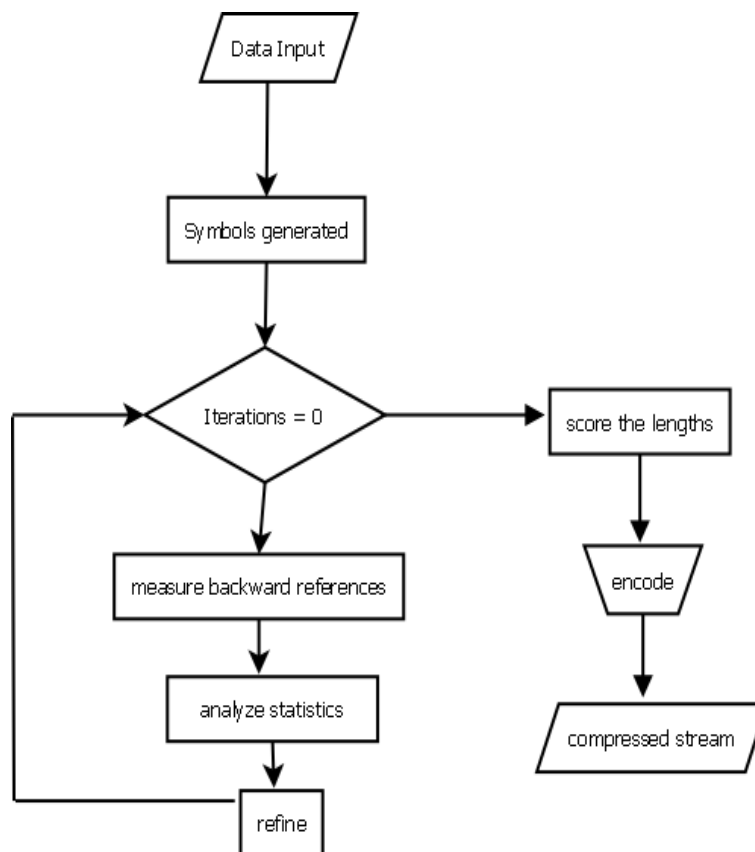 Data Input
Symbols generated
Iterations = 0
score the lengths
measure backward references
encode
analyze statistics
compressed stream
refine